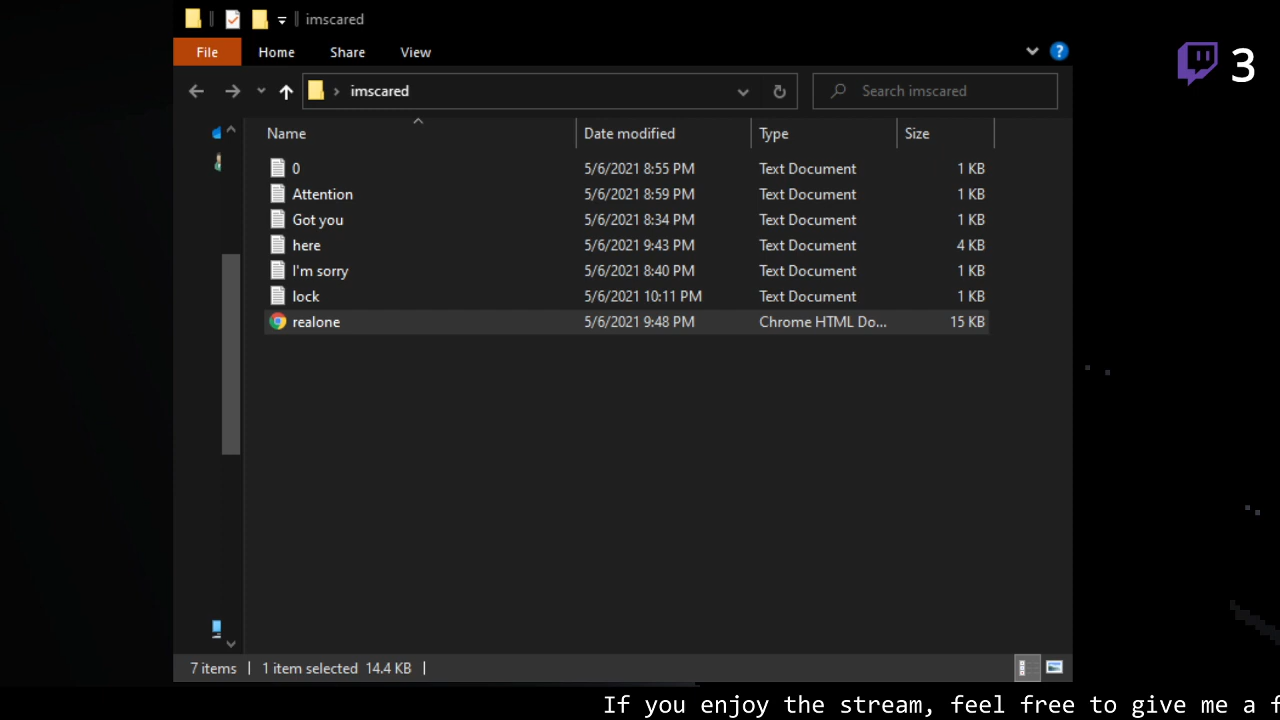 imscared
File Home Share View
3
imscared
Search imscared
Name Date modified Type Size
0 5/6/2021 8:55 PM Text Document 1 KB
Attention 5/6/2021 8:59 PM Text Document 1 KB
Got you 5/6/2021 8:34 PM Text Document 1 KB
here 5/6/2021 9:43 PM Text Document 4 KB
I'm sorry 5/6/2021 8:40 PM Text Document 1 KB
lock 5/6/2021 10:11 PM Text Document 1 KB
realone 5/6/2021 9:48 PM Chrome HTML Do... 15 KB
7 items 1 item selected 14.4 KB
If you enjoy the stream, feel free to give me a f